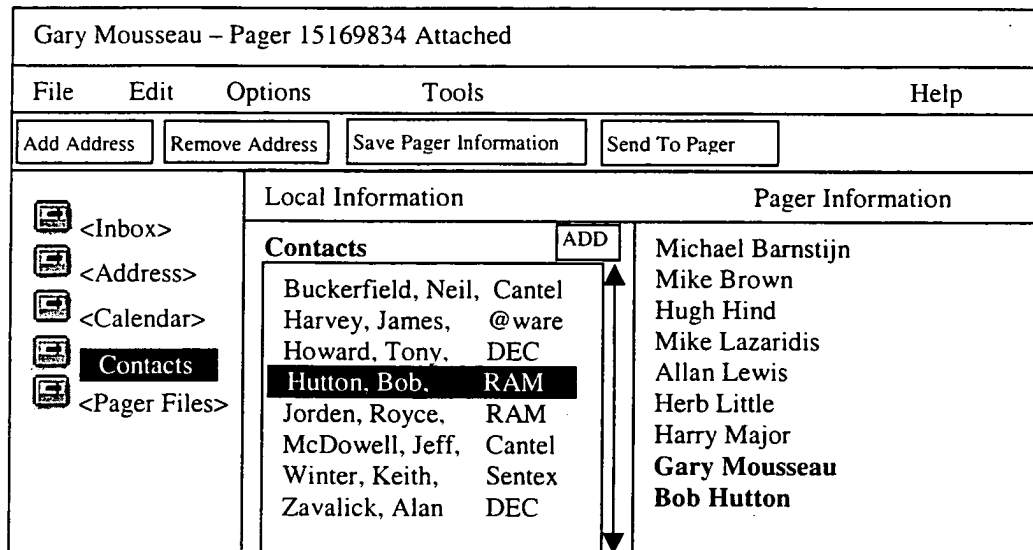 Gary Mousseau – Pager 15169834 Attached
File Edit Options Tools Help
Add Address Remove Address Save Pager Information Send To Pager
<Inbox>
<Address>
<Calendar>
Contacts
<Pager Files>
Local Information
Contacts ADD
Buckerfield, Neil, Cantel
Harvey, James, @ware
Howard, Tony, DEC
Hutton, Bob, RAM
Jorden, Royce, RAM
McDowell, Jeff, Cantel
Winter, Keith, Sentex
Zavalick, Alan DEC
Pager Information
Michael Barnstijn
Mike Brown
Hugh Hind
Mike Lazaridis
Allan Lewis
Herb Little
Harry Major
Gary Mousseau
Bob Hutton